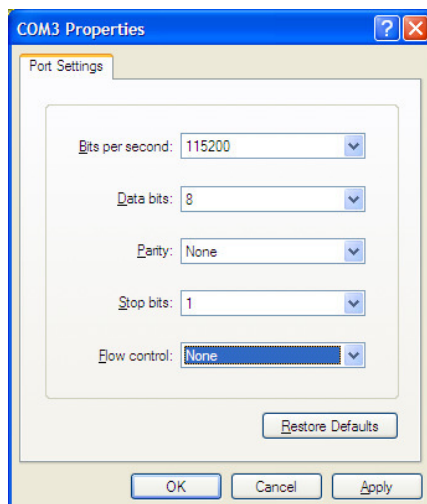 COM3 Properties
Port Settings
Bits per second: 115200
Data bits: 8
Parity: None
Stop bits: 1
Flow control: None
Restore Defaults
OK Cancel Apply